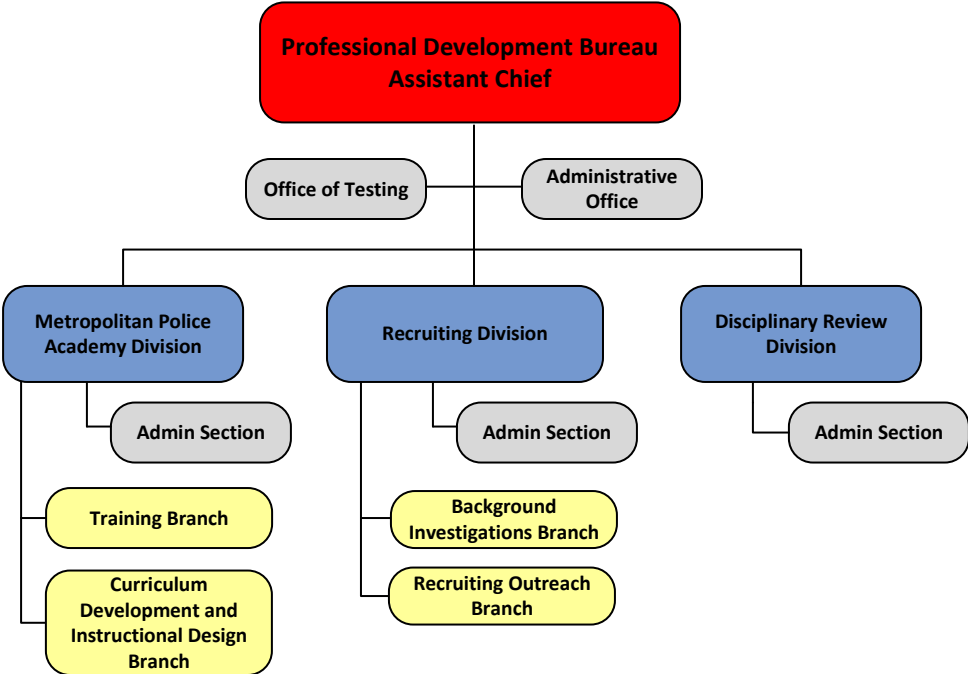 Professional Development Bureau
Assistant Chief
Office of Testing
Administrative
Office
Metropolitan Police
Academy Division
Recruiting Division
Disciplinary Review
Division
Admin Section
Admin Section
Admin Section
Training Branch
Background
Investigations Branch
Curriculum
Development and
Instructional Design
Branch
Recruiting Outreach
Branch